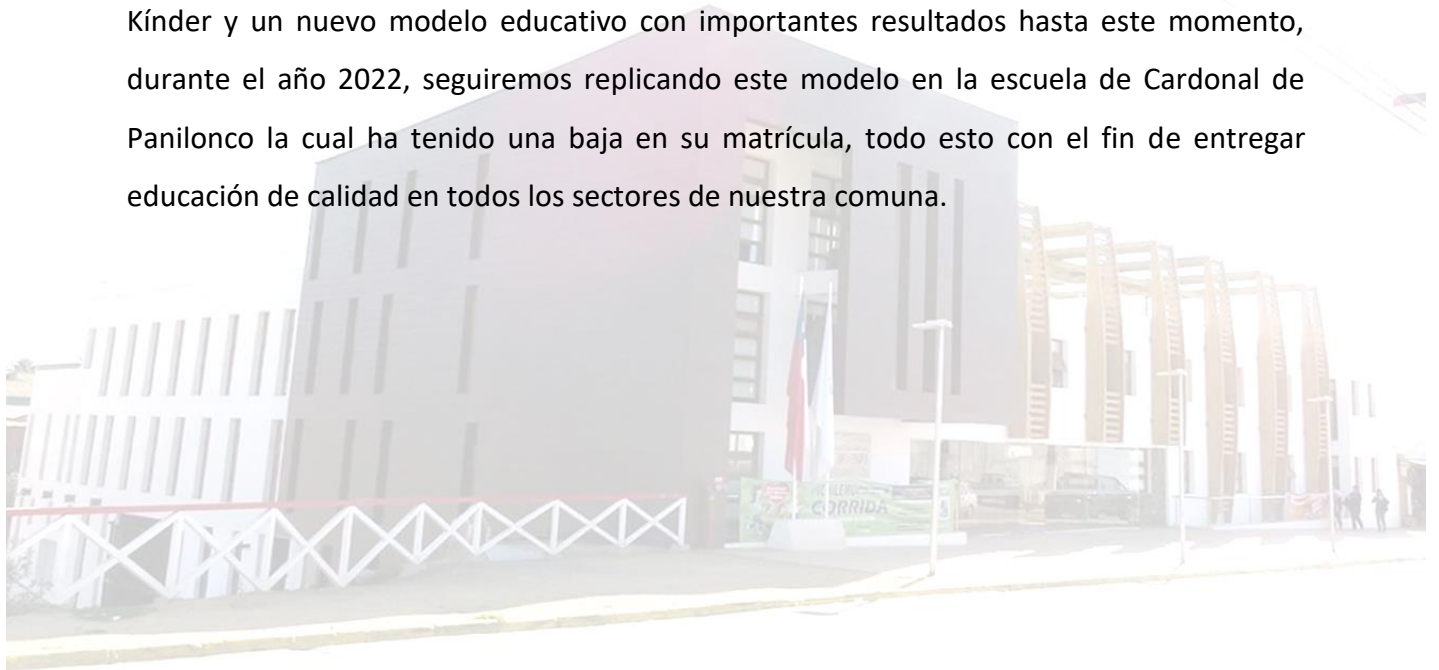 Kínder y un nuevo modelo educativo con importantes resultados hasta este momento,
durante el año 2022, seguiremos replicando este modelo en la escuela de Cardonal de
Panilonco la cual ha tenido una baja en su matrícula, todo esto con el fin de entregar
educación de calidad en todos los sectores de nuestra comuna.
CORRIDA